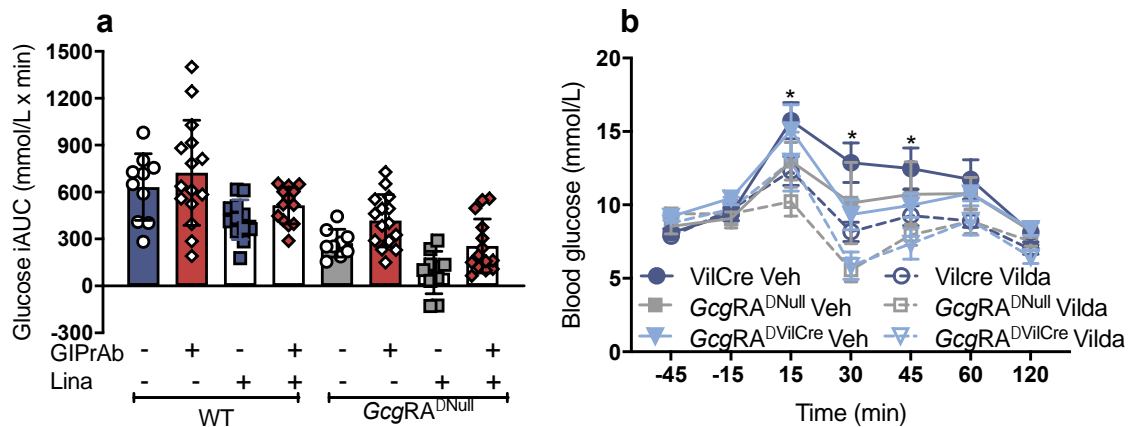 a
Glucose iAUC (mmol/L x min)
1500
1200
900
600
300
0
-300
GIPrAb - + - + - + - +
Lina - - + + - - + +
WT GcgRA^DNull
b
Blood glucose (mmol/L)
20
15
10
5
0
* * *
VilCre Veh Vilcre Vilda
GcgRA^DNull Veh GcgRA^DNull Vilda
GcgRA^DVilCre Veh GcgRA^DVilCre Vilda
-45 -15 15 30 45 60 120
Time (min)